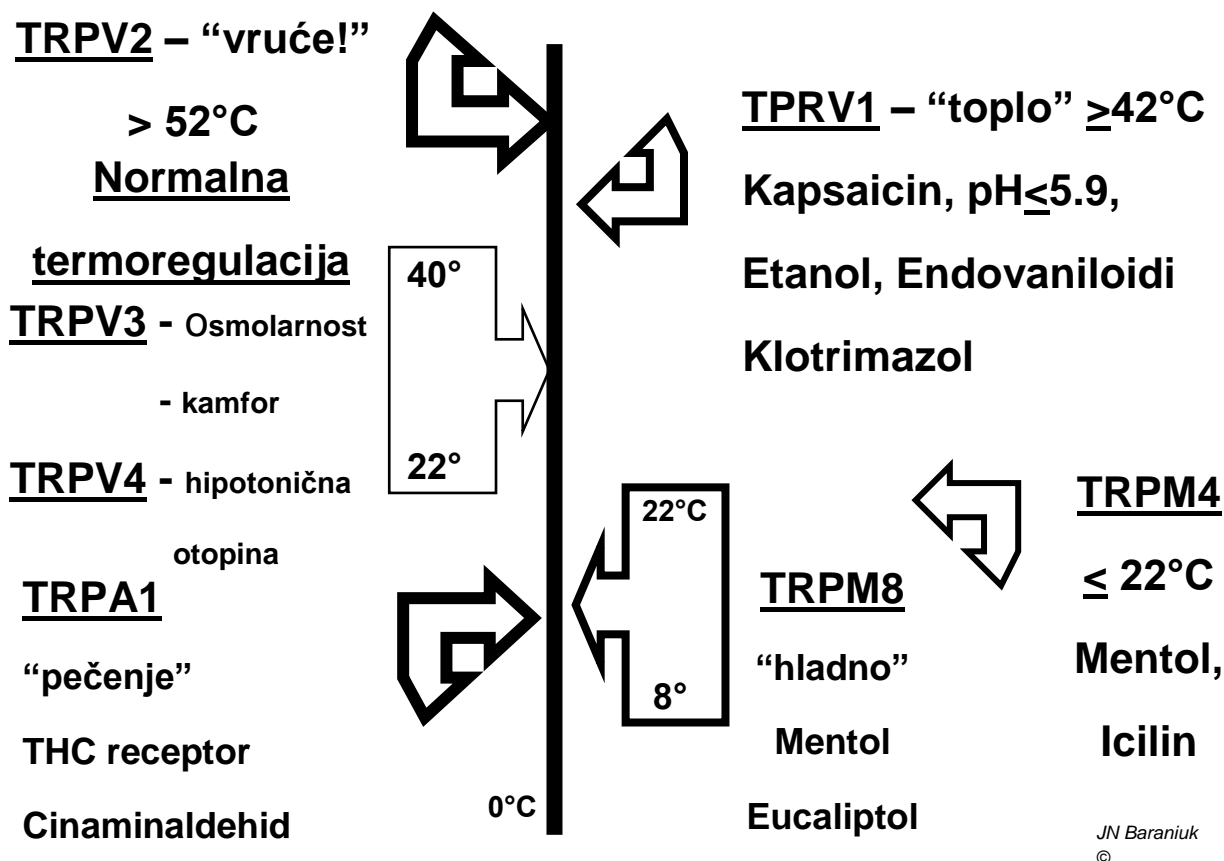 TRPV2 – “vruće!”
> 52°C
Normalna
termoregulacija
TRPV3 - Osmolarnost
- kamfor
TRPV4 - hipotonična
otopina
TRPA1
“pečenje”
THC receptor
Cinaminaldehid
40°
22°
0°C
TPRV1 – “toplo” ≥42°C
Kapsaicin, pH≤5.9,
Etanol, Endovaniloidi
Klotrimazol
22°C
8°
TRPM8
“hladno”
Mentol
Eucaliptol
TRPM4
≤ 22°C
Mentol,
Icilin
JN Baraniuk
©